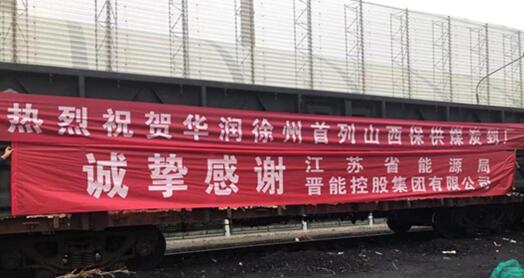 热烈祝贺华润徐州首列山西保供煤炭到！
诚挚感谢 江苏省能源局
晋能控股集团有限公司